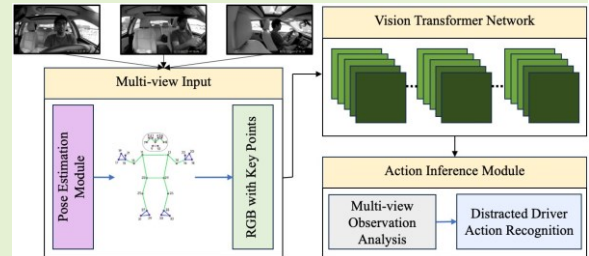 Vision Transformer Network
Multi-view Input
Pose Estimation
Module
RGB with Key Points
Action Inference Module
Multi-view
Observation
Analysis
Distracted Driver
Action Recognition